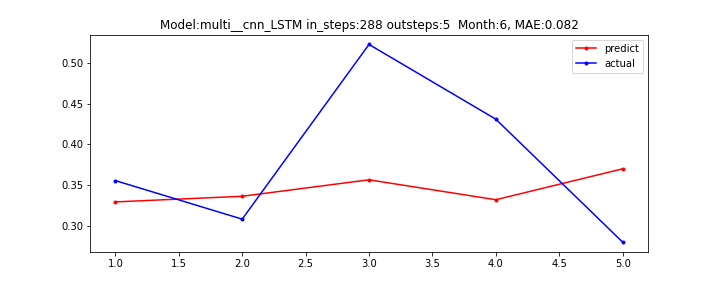 Model:multi__cnn_LSTM in_steps:288 outsteps:5  Month:6, MAE:0.082
predict
actual
0.50
0.45
0.40
0.35
0.30
1.0 1.5 2.0 2.5 3.0 3.5 4.0 4.5 5.0